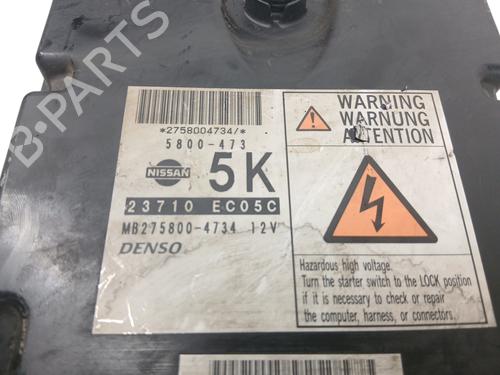 B-PARTS
*2758004734/*
5800-473
NISSAN
5K
23710 EC05C
MB275800-4734 12V
DENSO
WARNING
WARNUNG
ATTENTION
Hazardous high voltage.
Turn the starter switch to the LOCK position
if it is necessary to check or repair
the computer, harness, or connectors.